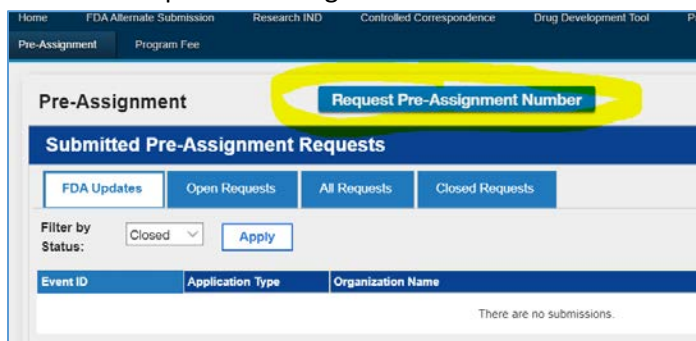 Home FDA Alternate Submission Research IND Controlled Correspondence Drug Development Tool
Pre-Assignment Program Fee
Pre-Assignment Request Pre-Assignment Number
Submitted Pre-Assignment Requests
FDA Updates Open Requests All Requests Closed Requests
Filter by
Status: Closed Apply
Event ID Application Type Organization Name
There are no submissions.